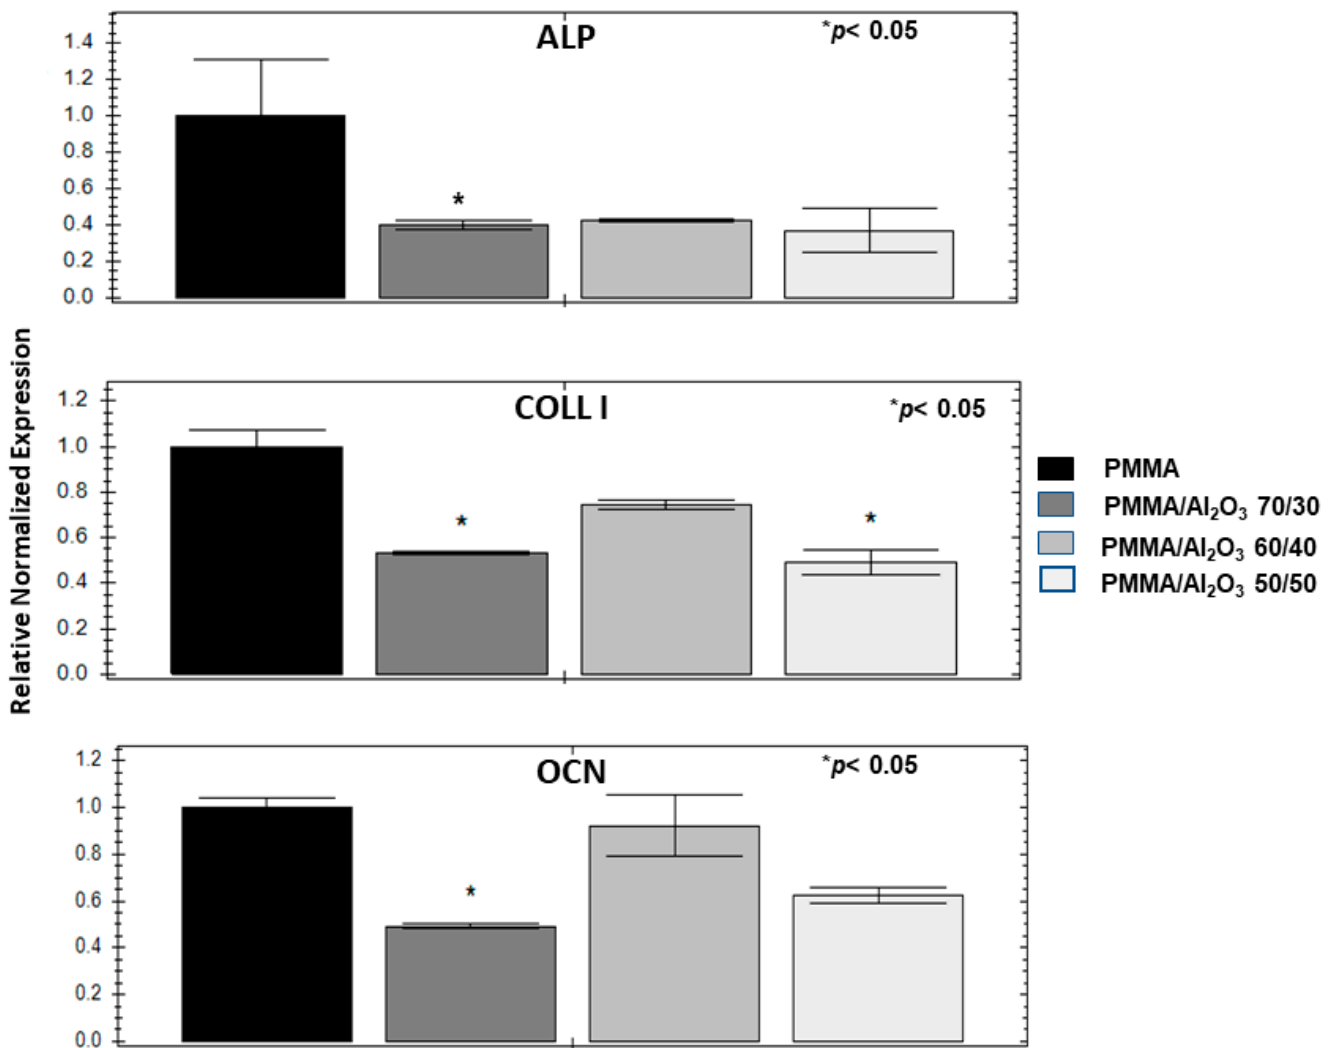 ALP
*p< 0.05
1.4
1.2
1.0
0.8
0.6
*
0.4
0.2
0.0
Relative Normalized Expression
COLL I
*p< 0.05
1.2
1.0
0.8
*
*
0.6
0.4
0.2
0.0
PMMA
PMMA/Al₂O₃ 70/30
PMMA/Al₂O₃ 60/40
PMMA/Al₂O₃ 50/50
OCN
*p< 0.05
1.2
1.0
0.8
*
0.6
0.4
0.2
0.0